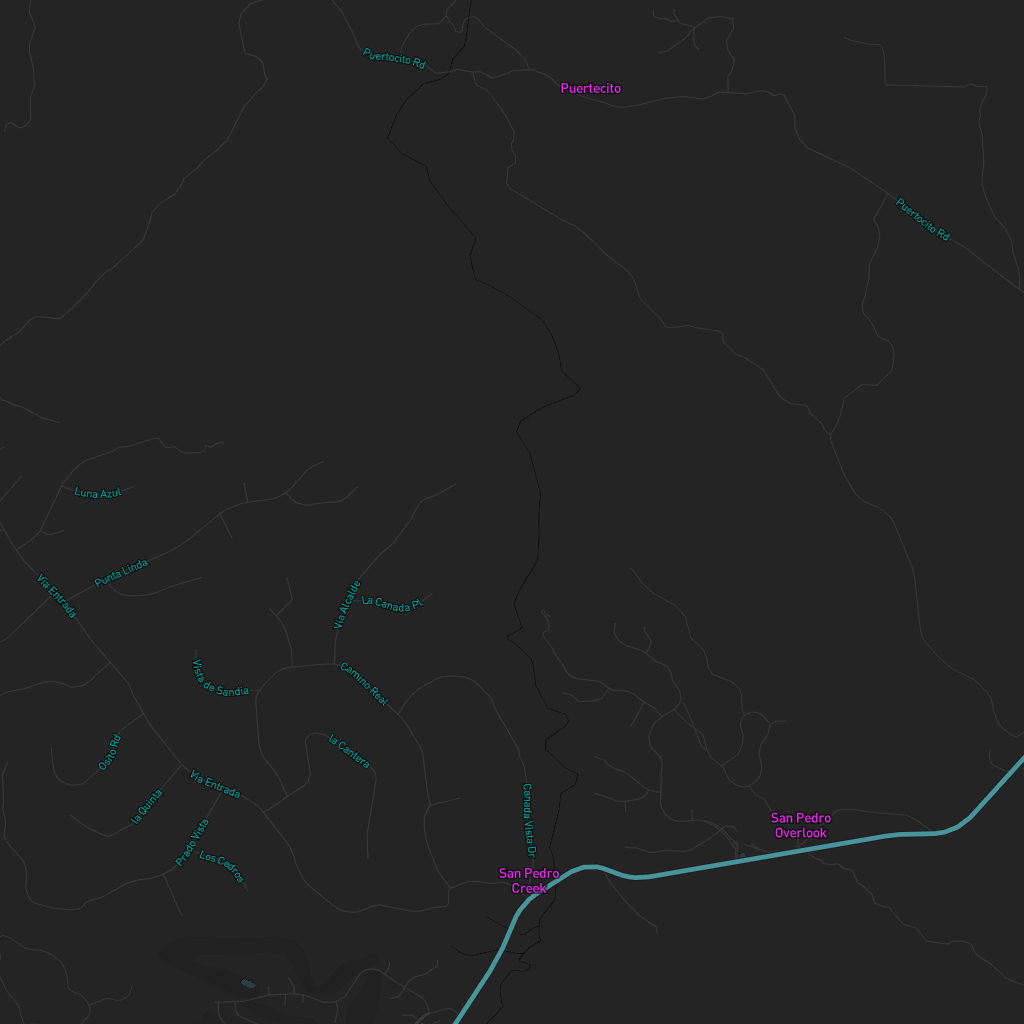 Puertocito Rd
Puertecito
Puertocito Rd
Luna Azul
Punta Linda
Via Entrada
Via Alcalde
La Canada Pl
Vista de Sandia
Camino Real
Osito Rd
la Cantera
Via Entrada
la Quinta
Prado Vista
Los Cedros
Canada Vista Dr
San Pedro
Overlook
San Pedro
Creek